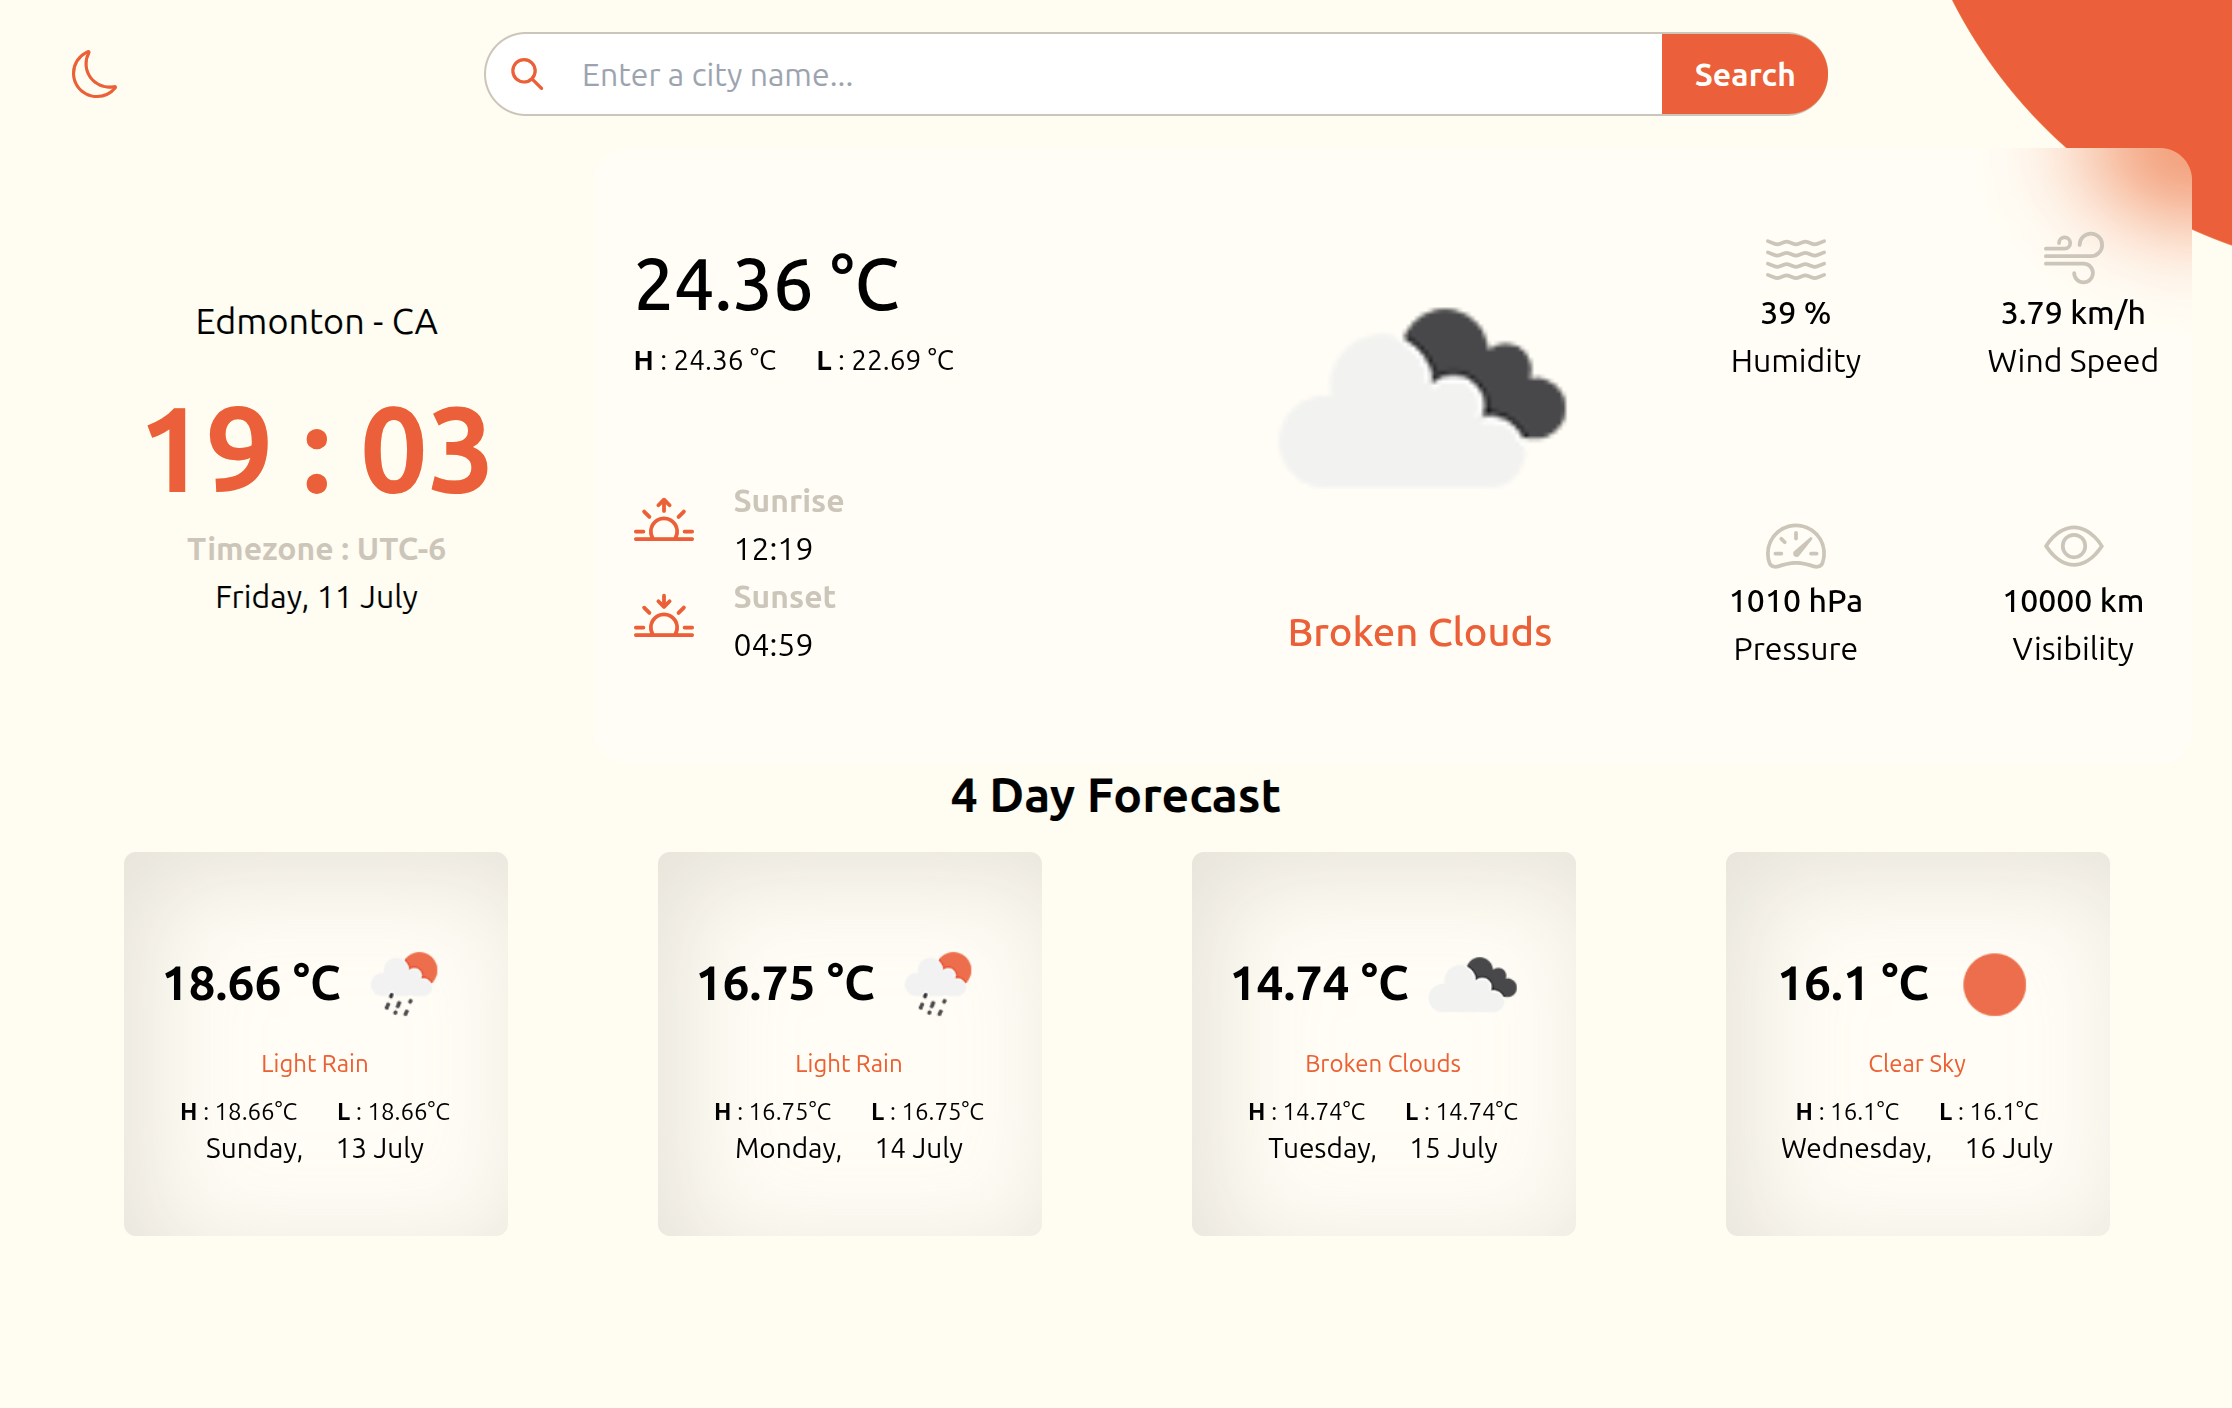 Enter a city name...
Search
Edmonton - CA
19 : 03
Timezone : UTC-6
Friday, 11 July
24.36 °C
H : 24.36 °C L : 22.69 °C
Sunrise
12:19
Sunset
04:59
Broken Clouds
39 %
Humidity
3.79 km/h
Wind Speed
1010 hPa
Pressure
10000 km
Visibility
4 Day Forecast
18.66 °C
Light Rain
H : 18.66°C L : 18.66°C
Sunday, 13 July
16.75 °C
Light Rain
H : 16.75°C L : 16.75°C
Monday, 14 July
14.74 °C
Broken Clouds
H : 14.74°C L : 14.74°C
Tuesday, 15 July
16.1 °C
Clear Sky
H : 16.1°C L : 16.1°C
Wednesday, 16 July